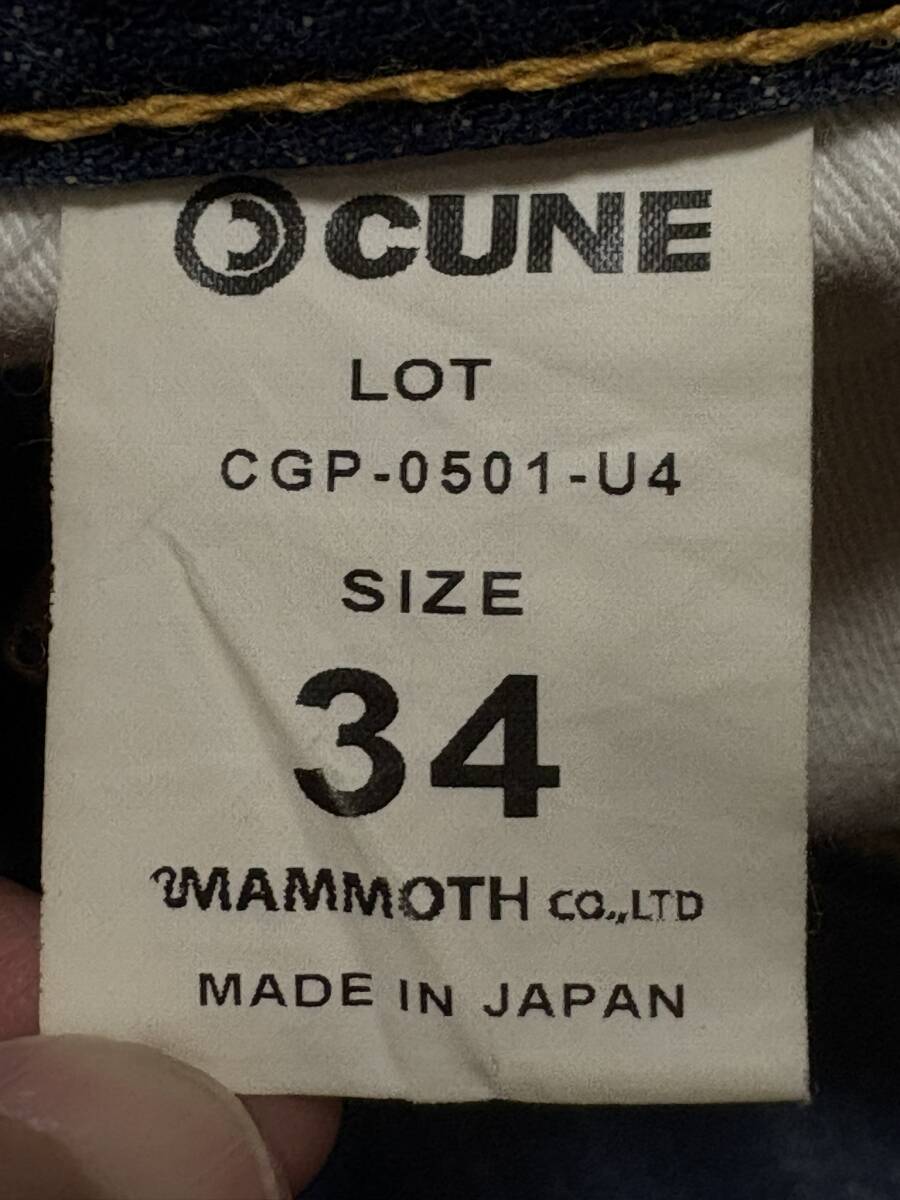 CUNE
LOT
CGP-0501-U4
SIZE
34
MAMMOTH CO.,LTD
MADE IN JAPAN